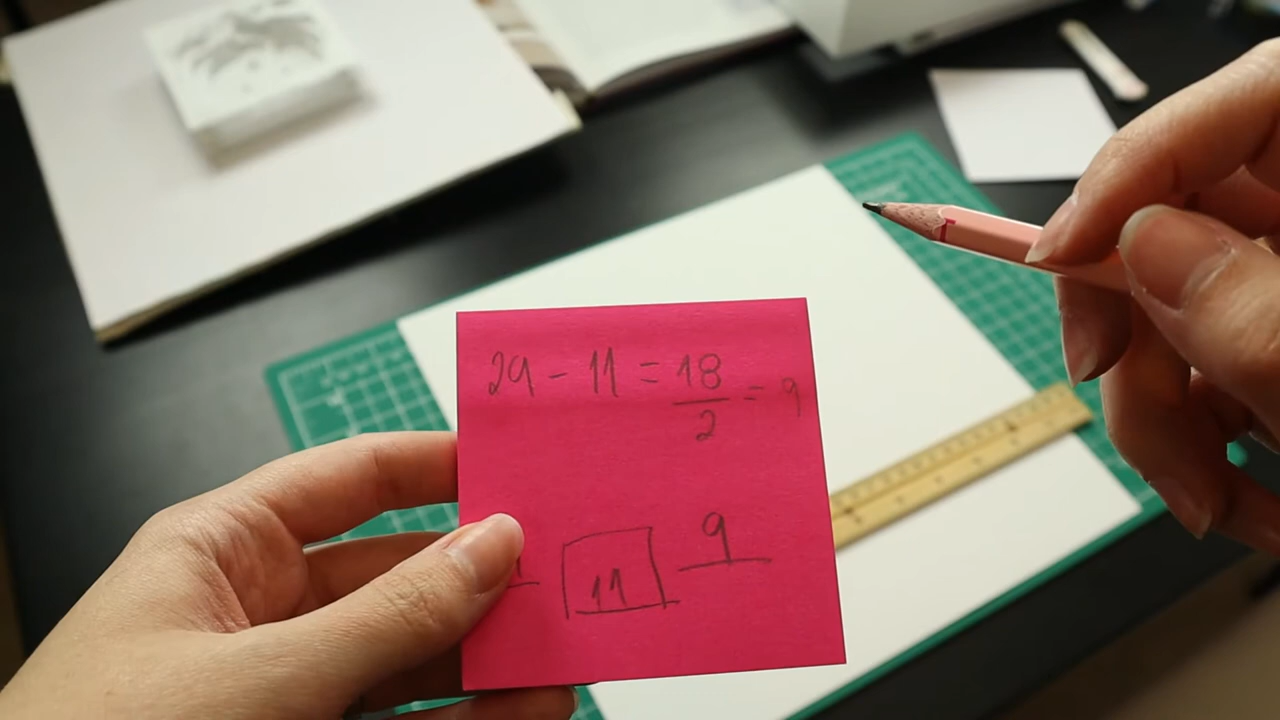 29 - 11 = 18 = 9
2
11 9